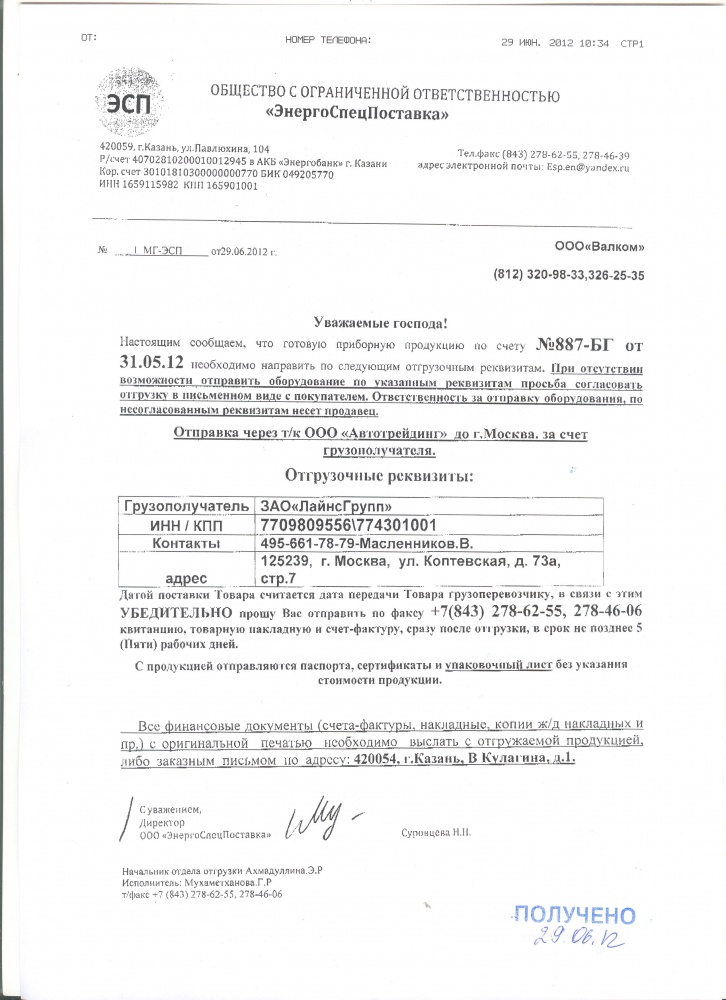 ОТ: НОМЕР ТЕЛЕФОНА: 29 ИЮН. 2012 10:34 СТР1
ЭСП
ОБЩЕСТВО С ОГРАНИЧЕННОЙ ОТВЕТСТВЕННОСТЬЮ
«ЭнергоСпецПоставка»
420059, г.Казань, ул.Павлюхина, 104
Р/счет 40702810200010012945 в АКБ «Энергобанк» г. Казани
Кор. счет 30101810300000000770 БИК 049205770
ИНН 1659115982 КПП 165901001
Тел.факс (843) 278-62-55, 278-46-39
адрес электронной почты: Esp.en@yandex.ru
№ 1 МГ-ЭСП от29.06.2012 г.
ООО«Валком»
(812) 320-98-33,326-25-35
Уважаемые господа!
Настоящим сообщаем, что готовую приборную продукцию по счету №887-БГ от
31.05.12 необходимо направить по следующим отгрузочным реквизитам. При отсутствии
возможности отправить оборудование по указанным реквизитам просьба согласовать
отгрузку в письменном виде с покупателем. Ответственность за отправку оборудования, по
несогласованным реквизитам несет продавец.
Отправка через т/к ООО «Автотрейдинг» до г.Москва. за счет
грузополучателя.
Отгрузочные реквизиты:
Грузополучатель ЗАО«ЛайнсГрупп»
ИНН / КПП 7709809556\774301001
Контакты 495-661-78-79-Масленников.В.
адрес 125239, г. Москва, ул. Коптевская, д. 73а,
стр.7
Датой поставки Товара считается дата передачи Товара грузоперевозчику, в связи с этим
УБЕДИТЕЛЬНО прошу Вас отправить по факсу +7(843) 278-62-55, 278-46-06
квитанцию, товарную накладную и счет-фактуру, сразу после отгрузки, в срок не позднее 5
(Пяти) рабочих дней.
С продукцией отправляются паспорта, сертификаты и упаковочный лист без указания
стоимости продукции.
Все финансовые документы (счета-фактуры, накладные, копии ж/д накладных и
пр.) с оригинальной печатью необходимо выслать с отгружаемой продукцией,
либо заказным письмом по адресу: 420054, г.Казань, В Кулагина, д.1.
С уважением,
Директор
ООО «ЭнергоСпецПоставка»
Суровцева Н.Н.
Начальник отдела отгрузки Ахмадуллина.Э.Р
Исполнитель: Мухаметханова.Г.Р
т/факс +7 (843) 278-62-55, 278-46-06
ПОЛУЧЕНО
29.06.12